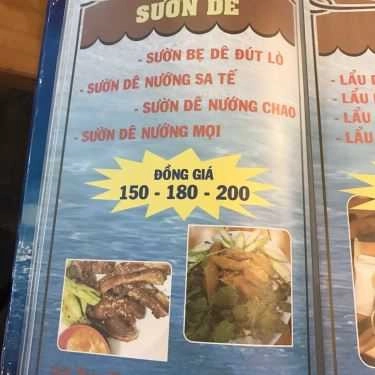 SƯỜN DÊ
- SƯỜN BẸ DÊ ĐÚT LÒ
- SƯỜN DÊ NƯỚNG SA TẾ
- SƯỜN DÊ NƯỚNG CHAO
- SƯỜN DÊ NƯỚNG MỌI
ĐỒNG GIÁ
150 - 180 - 200
- LẨU
- LẨU
- LẨU
- LẨU